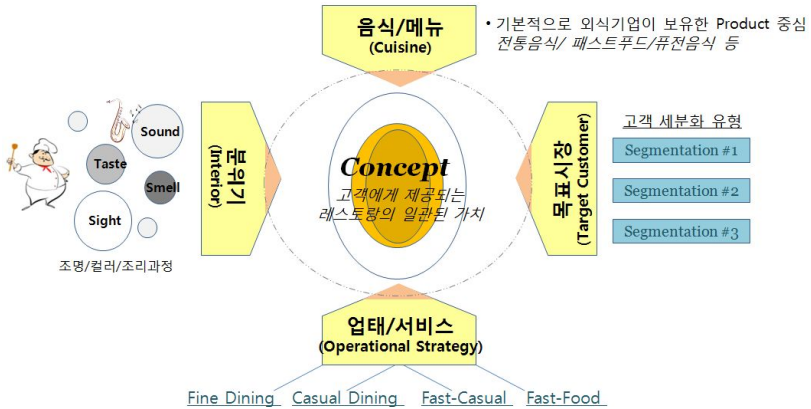 음식/메뉴
(Cuisine)
• 기본적으로 외식기업이 보유한 Product 중심
전통음식/ 패스트푸드/퓨전음식 등
Sound
Taste
Smell
Sight
조명/컬러/조리과정
분위기
(Interior)
Concept
고객에게 제공되는
레스토랑의 일관된 가치
목표시장
(Target Customer)
고객 세분화 유형
Segmentation #1
Segmentation #2
Segmentation #3
업태/서비스
(Operational Strategy)
Fine Dining Casual Dining Fast-Casual Fast-Food